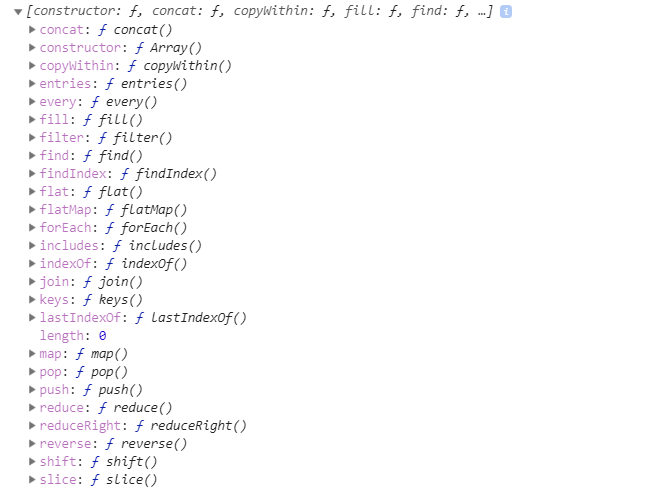 ▼[constructor: ƒ, concat: ƒ, copyWithin: ƒ, fill: ƒ, find: ƒ, …] i
▶concat: ƒ concat()
▶constructor: ƒ Array()
▶copyWithin: ƒ copyWithin()
▶entries: ƒ entries()
▶every: ƒ every()
▶fill: ƒ fill()
▶filter: ƒ filter()
▶find: ƒ find()
▶findIndex: ƒ findIndex()
▶flat: ƒ flat()
▶flatMap: ƒ flatMap()
▶forEach: ƒ forEach()
▶includes: ƒ includes()
▶indexOf: ƒ indexOf()
▶join: ƒ join()
▶keys: ƒ keys()
▶lastIndexOf: ƒ lastIndexOf()
length: 0
▶map: ƒ map()
▶pop: ƒ pop()
▶push: ƒ push()
▶reduce: ƒ reduce()
▶reduceRight: ƒ reduceRight()
▶reverse: ƒ reverse()
▶shift: ƒ shift()
▶slice: ƒ slice()